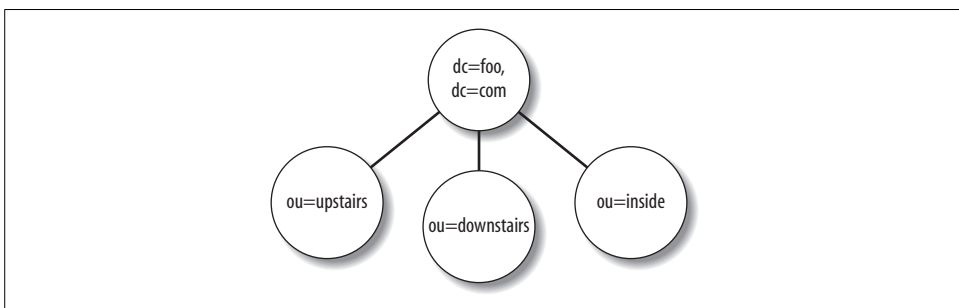 dc=foo,
dc=com
ou=upstairs
ou=downstairs
ou=inside